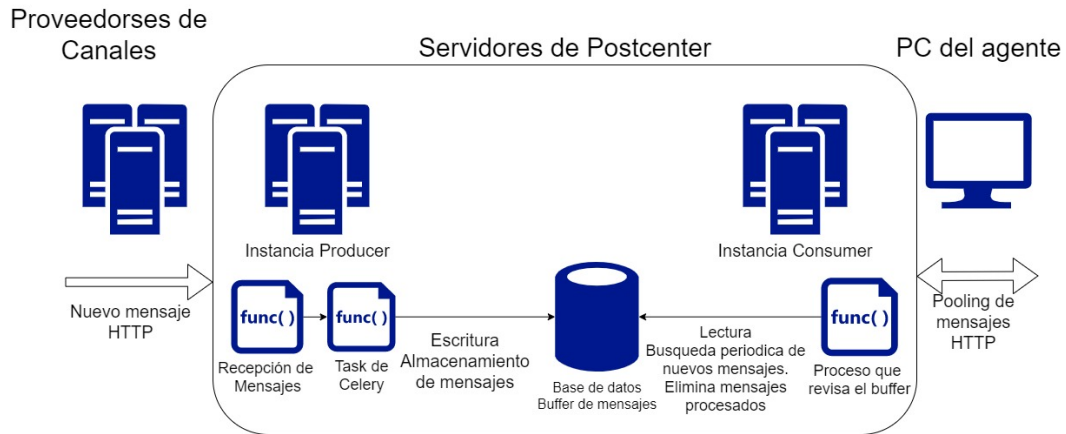 Proveedorses de
Canales
Servidores de Postcenter
PC del agente
Instancia Producer
Instancia Consumer
Nuevo mensaje
HTTP
func( )
Recepción de
Mensajes
func( )
Task de
Celery
Escritura
Almacenamiento
de mensajes
Base de datos
Buffer de mensajes
Lectura
Busqueda periodica de
nuevos mensajes.
Elimina mensajes
procesados
func( )
Proceso que
revisa el buffer
Pooling de
mensajes
HTTP